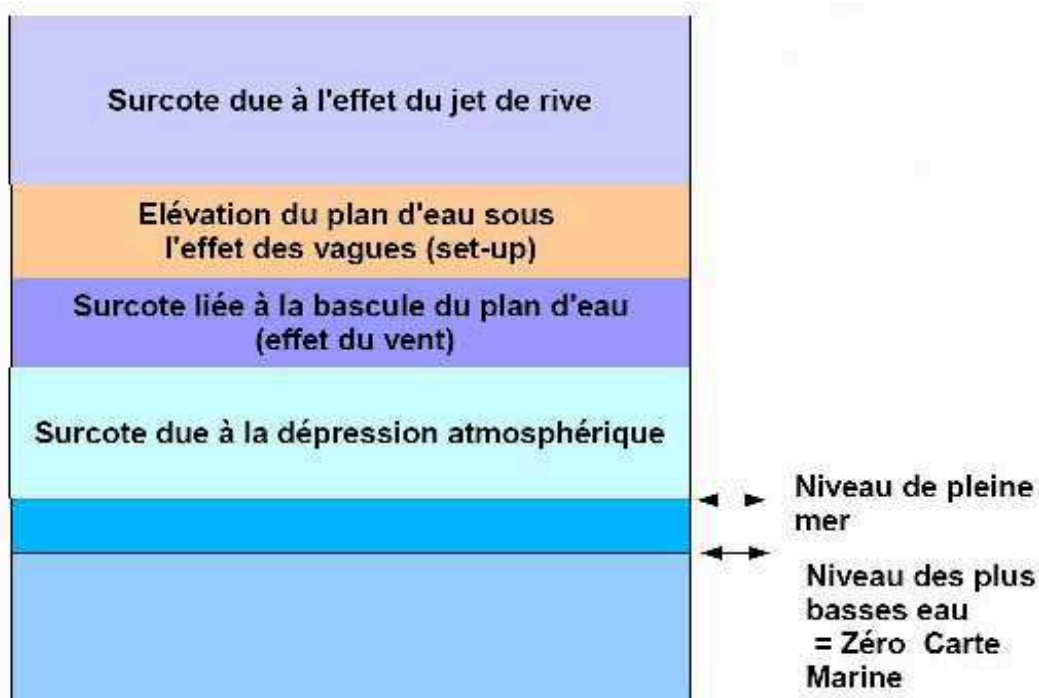 Surcote due à l'effet du jet de rive
Elévation du plan d'eau sous
l'effet des vagues (set-up)
Surcote liée à la bascule du plan d'eau
(effet du vent)
Surcote due à la dépression atmosphérique
Niveau de pleine
mer
Niveau des plus
basses eau
= Zéro Carte
Marine